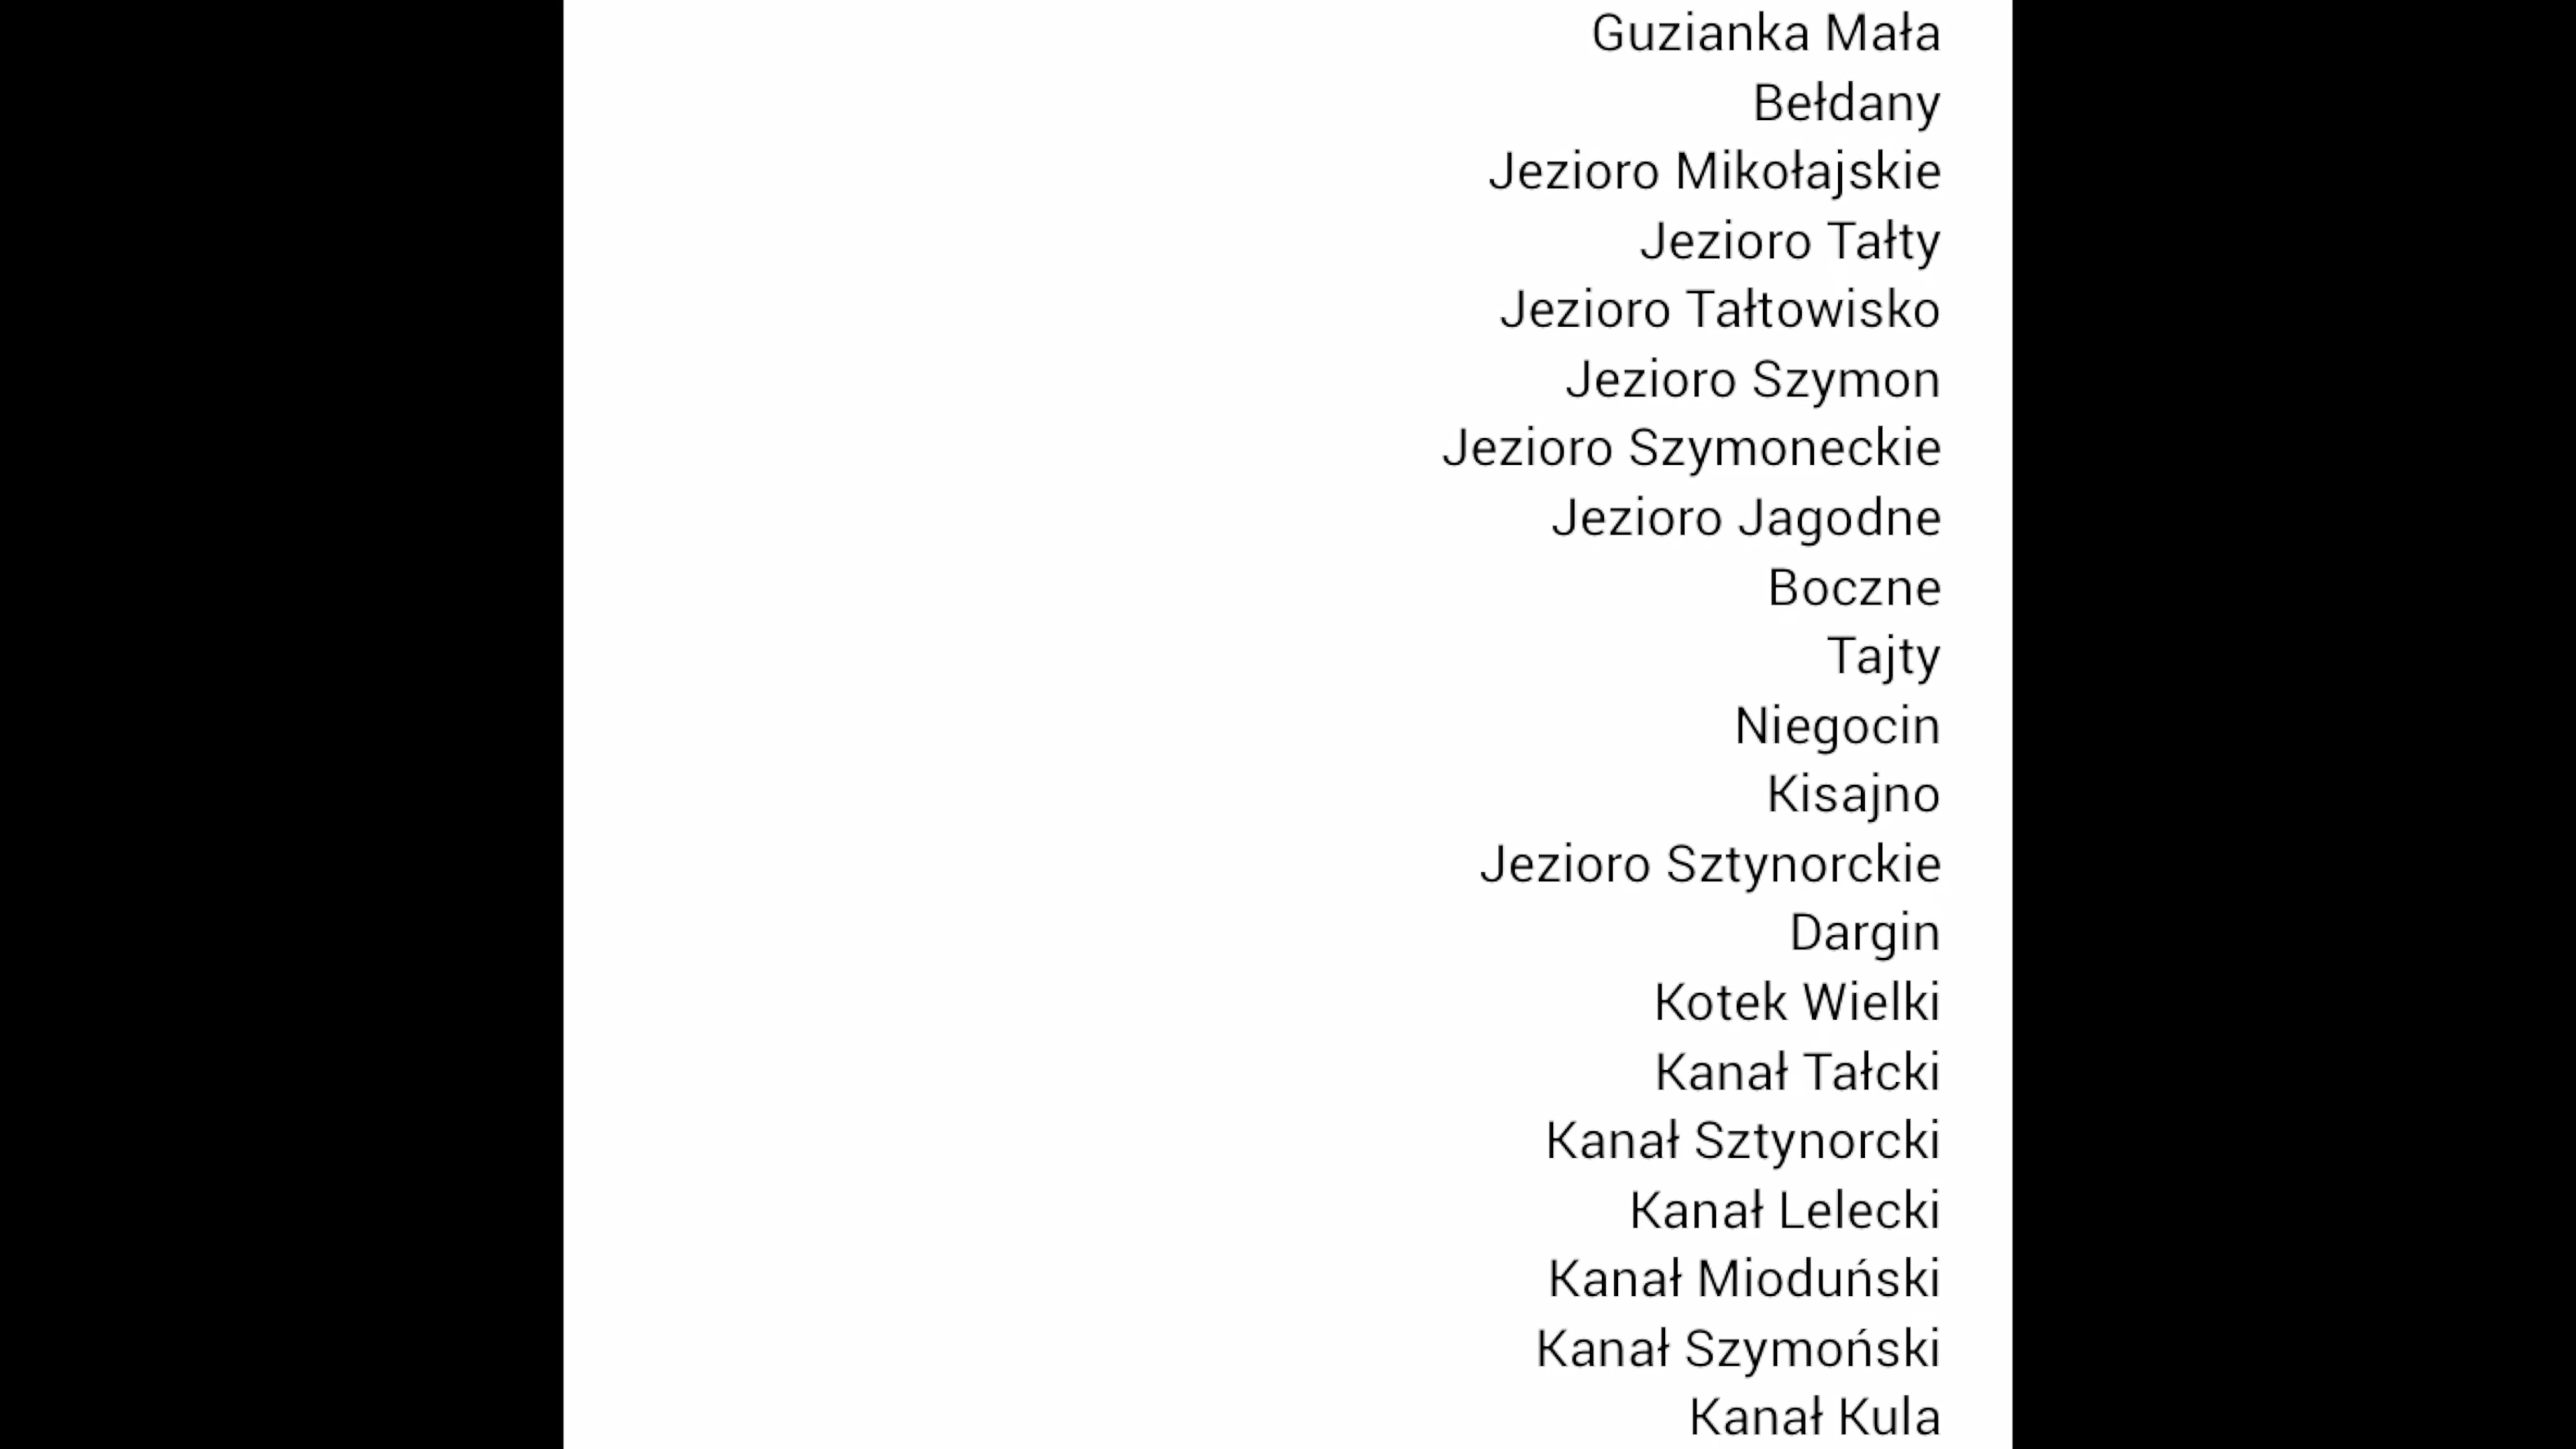 Guzianka Mała
Bełdany
Jezioro Mikołajskie
Jezioro Tałty
Jezioro Tałtowisko
Jezioro Szymon
Jezioro Szymoneckie
Jezioro Jagodne
Boczne
Tajty
Niegocin
Kisajno
Jezioro Sztynorckie
Dargin
Kotek Wielki
Kanał Tałcki
Kanał Sztynorcki
Kanał Lelecki
Kanał Mioduński
Kanał Szymoński
Kanał Kula